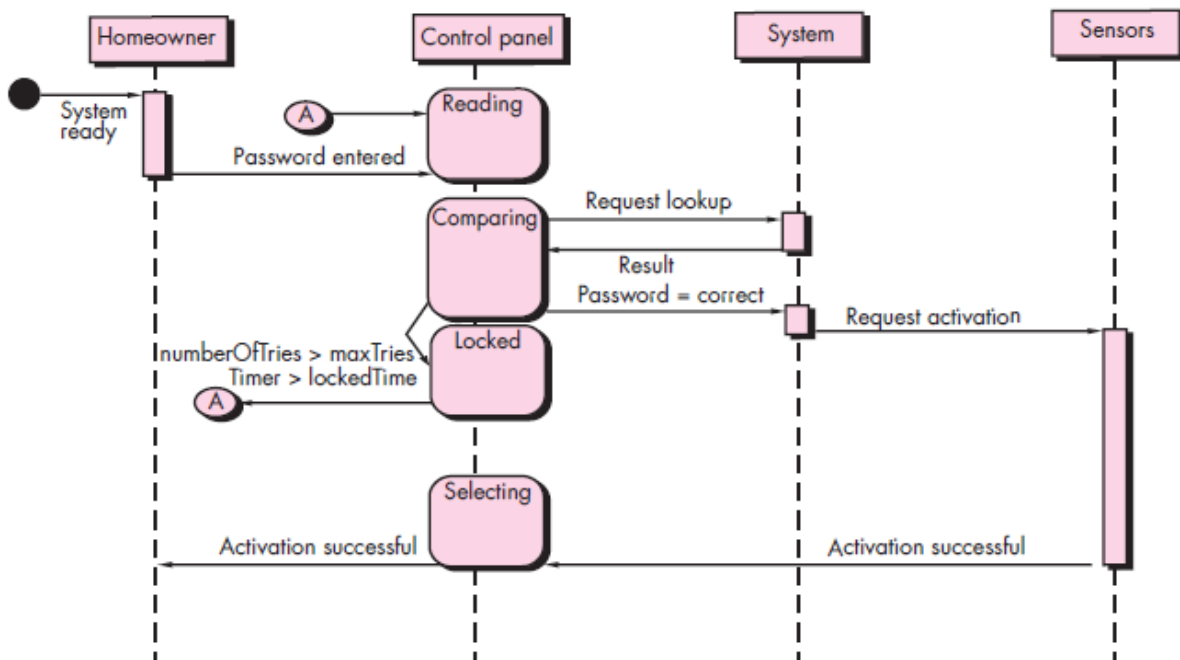 Homeowner
Control panel
System
Sensors
System
ready
A
Reading
Password entered
Comparing
Request lookup
Result
Password = correct
Request activation
Locked
numberOfTries > maxTries
Timer > lockedTime
A
Selecting
Activation successful
Activation successful